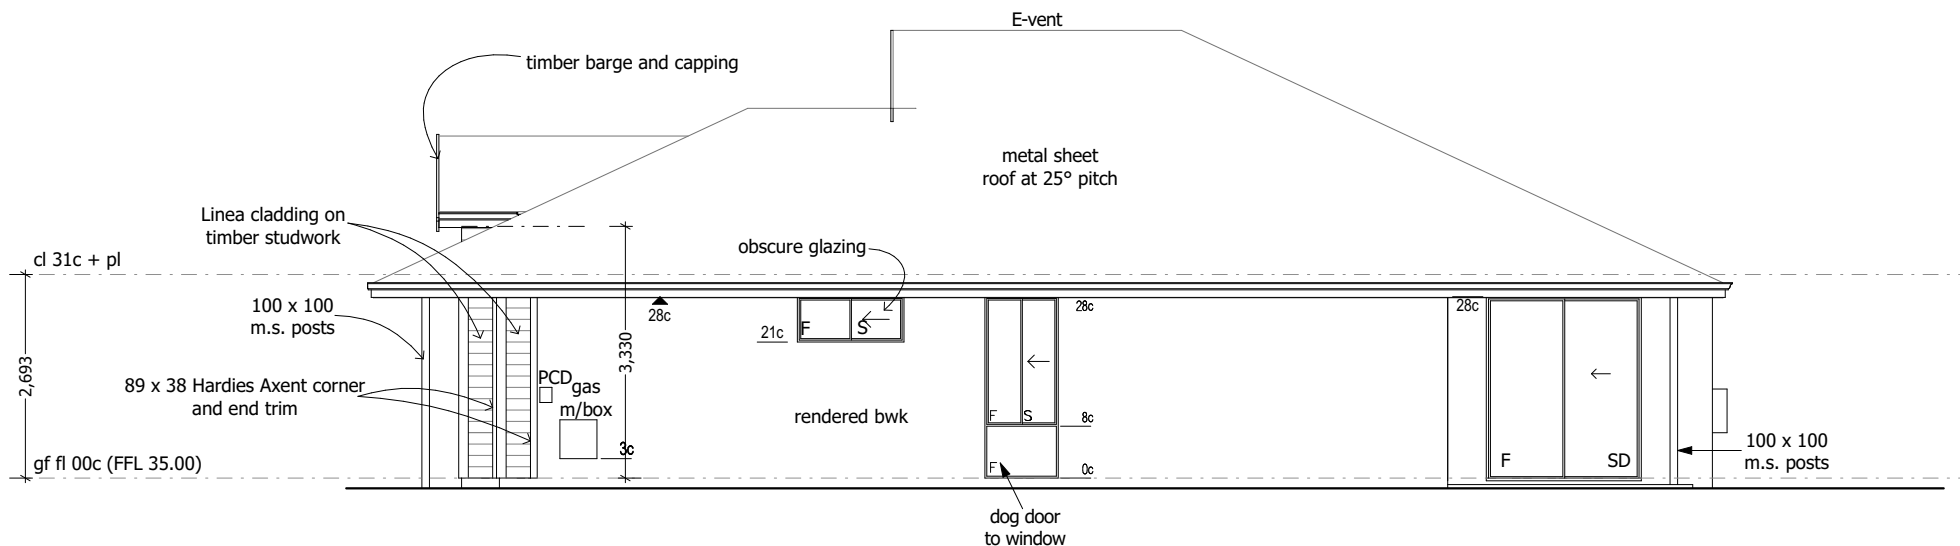 E-vent
timber barge and capping
metal sheet
roof at 25° pitch
Linea cladding on
timber studwork
obscure glazing
cl 31c + pl
100 x 100
m.s. posts
28c
28c
28c
21c
F
S
3,330
2,693
89 x 38 Hardies Axent corner
and end trim
PCD
gas
m/box
rendered bwk
F
S
8c
3c
gf fl 00c (FFL 35.00)
F
0c
F
SD
100 x 100
m.s. posts
dog door
to window